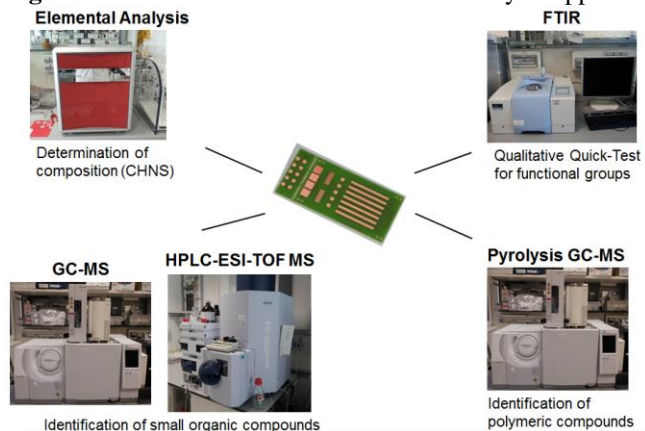 Elemental Analysis
FTIR
Determination of
composition (CHNS)
Qualitative Quick-Test
for functional groups
GC-MS
HPLC-ESI-TOF MS
Pyrolysis GC-MS
Identification of small organic compounds
Identification of
polymeric compounds